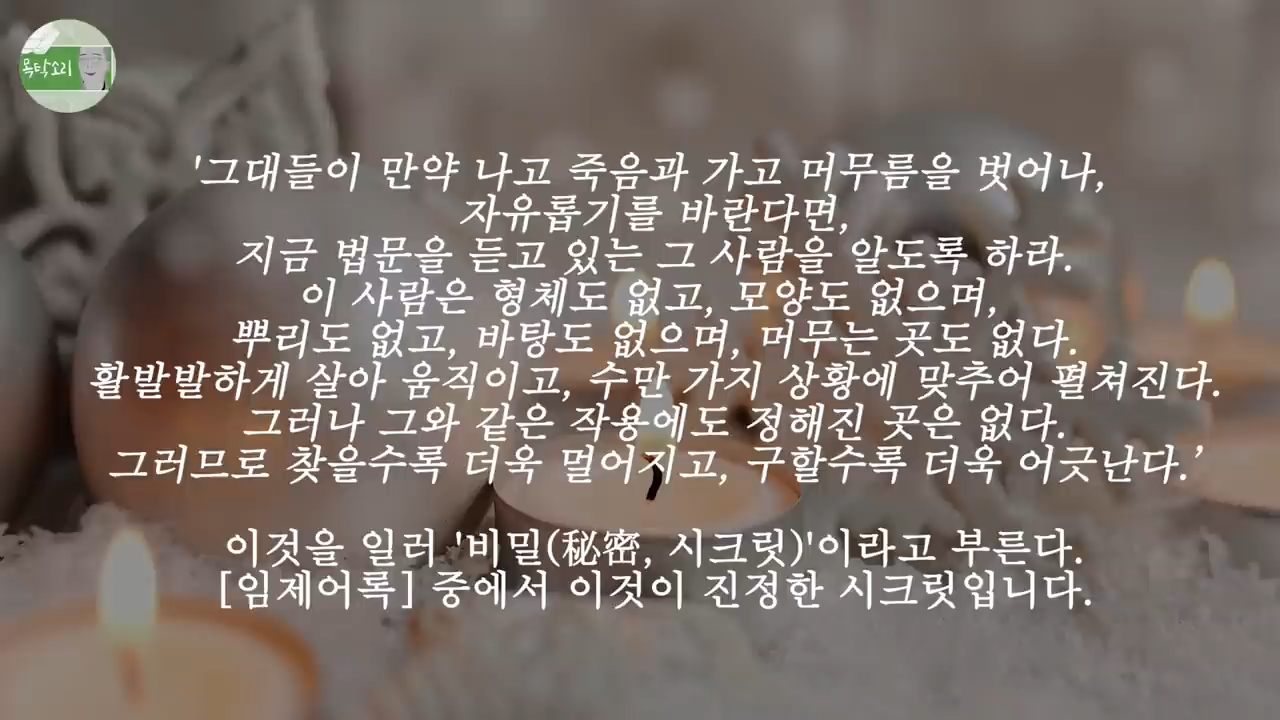 목탁소리
'그대들이 만약 나고 죽음과 가고 머무름을 벗어나,
자유롭기를 바란다면,
지금 법문을 듣고 있는 그 사람을 알도록 하라.
이 사람은 형체도 없고, 모양도 없으며,
뿌리도 없고, 바탕도 없으며, 머무는 곳도 없다.
활발발하게 살아 움직이고, 수만 가지 상황에 맞추어 펼쳐진다.
그러나 그와 같은 작용에도 정해진 곳은 없다.
그러므로 찾을수록 더욱 멀어지고, 구할수록 더욱 어긋난다.’
이것을 일러 '비밀(秘密, 시크릿)'이라고 부른다.
[임제어록] 중에서 이것이 진정한 시크릿입니다.